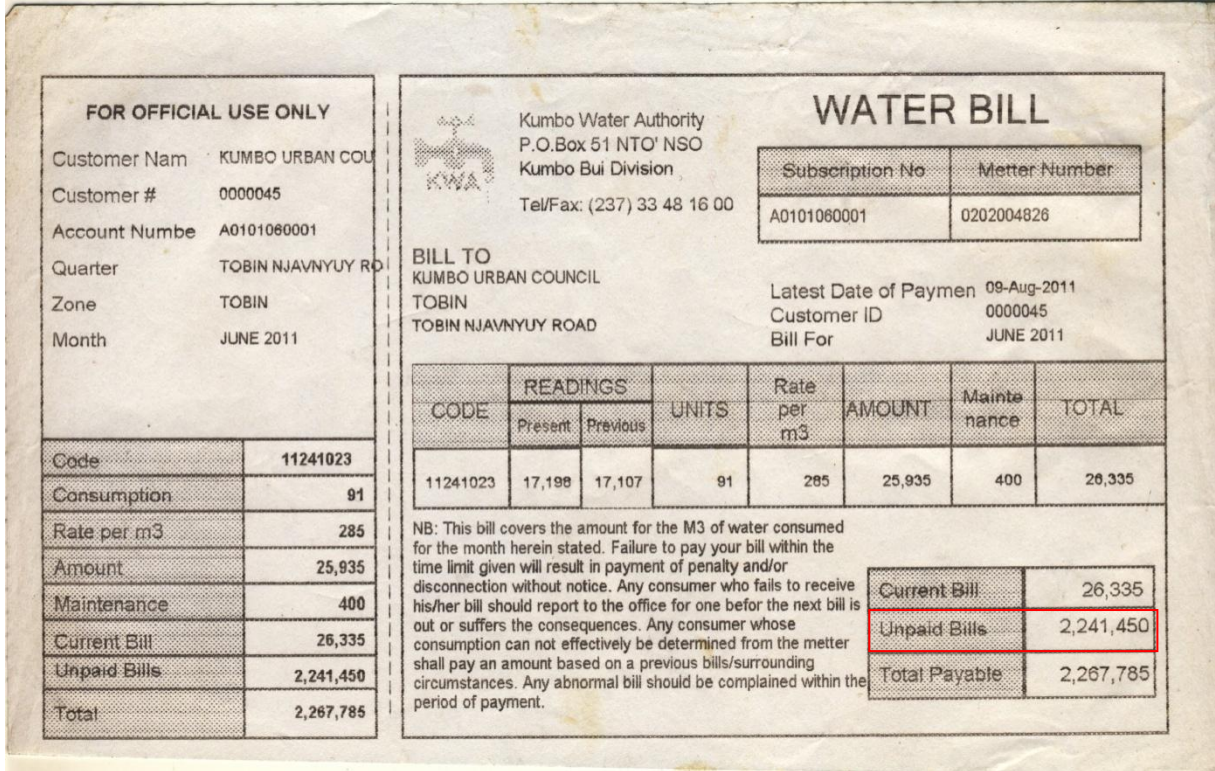 FOR OFFICIAL USE ONLY
Customer Nam KUMBO URBAN COU
Customer # 0000045
Account Numbe A0101060001
Quarter TOBIN NJAVNYUY RO
Zone TOBIN
Month JUNE 2011
Code 11241023
Consumption 91
Rate per m3 285
Amount 25,935
Maintenance 400
Current Bill 26,335
Unpaid Bills 2,241,450
Total 2,267,785
KWA
Kumbo Water Authority
P.O.Box 51 NTO' NSO
Kumbo Bui Division
Tel/Fax: (237) 33 48 16 00
WATER BILL
Subscription No Metter Number
A0101060001 0202004826
BILL TO
KUMBO URBAN COUNCIL
TOBIN
TOBIN NJAVNYUY ROAD
Latest Date of Paymen 09-Aug-2011
Customer ID 0000045
Bill For JUNE 2011
CODE READINGS Present Previous UNITS Rate per m3 AMOUNT Mainte nance TOTAL
11241023 17,198 17,107 91 285 25,935 400 26,335
NB: This bill covers the amount for the M3 of water consumed
for the month herein stated. Failure to pay your bill within the
time limit given will result in payment of penalty and/or
disconnection without notice. Any consumer who fails to receive
his/her bill should report to the office for one befor the next bill is
out or suffers the consequences. Any consumer whose
consumption can not effectively be determined from the metter
shall pay an amount based on a previous bills/surrounding
circumstances. Any abnormal bill should be complained within the
period of payment.
Current Bill 26,335
Unpaid Bills 2,241,450
Total Payable 2,267,785